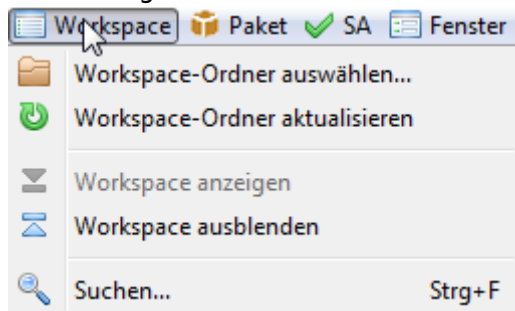 Workspace Paket SA Fenster
Workspace-Ordner auswählen...
Workspace-Ordner aktualisieren
Workspace anzeigen
Workspace ausblenden
Suchen... Strg+F